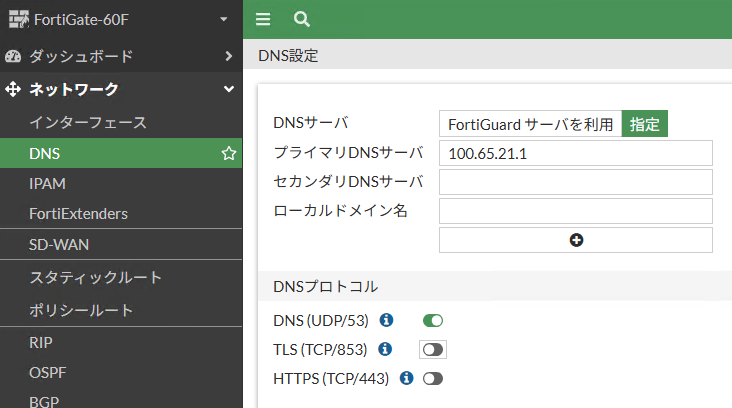 FortiGate-60F
ダッシュボード
ネットワーク
インターフェース
DNS
IPAM
FortiExtenders
SD-WAN
スタティックルート
ポリシールート
RIP
OSPF
BGP
DNS設定
DNSサーバ FortiGuard サーバを利用 指定
プライマリDNSサーバ 100.65.21.1
セカンダリDNSサーバ
ローカルドメイン名
DNSプロトコル
DNS (UDP/53)
TLS (TCP/853)
HTTPS (TCP/443)